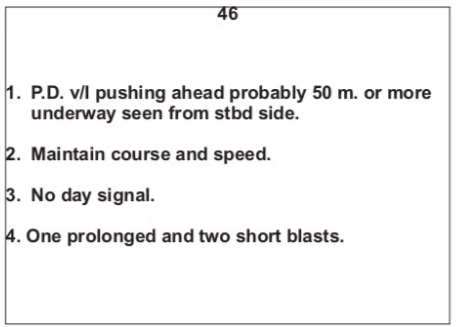 46
1. P.D. v/l pushing ahead probably 50 m. or more
underway seen from stbd side.
2. Maintain course and speed.
3. No day signal.
4. One prolonged and two short blasts.